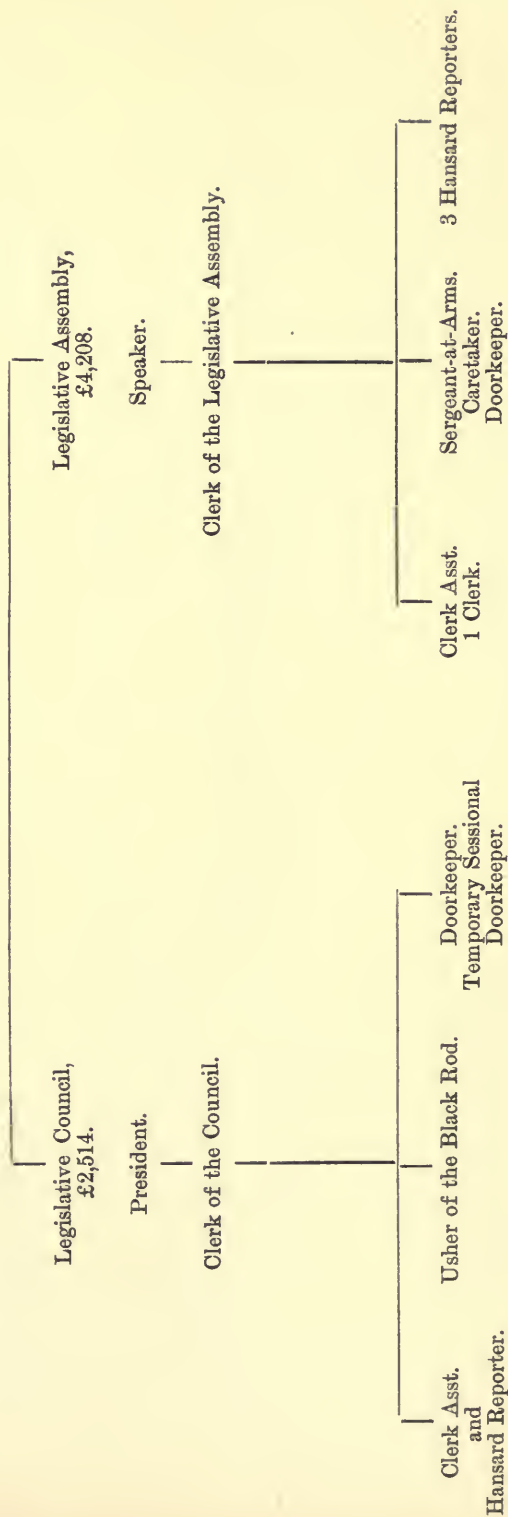 Legislative Council,
£2,514.
President.
Clerk of the Council.
Clerk Asst.
and
Hansard Reporter.
Usher of the Black Rod.
Doorkeeper.
Temporary Sessional
Doorkeeper.
Legislative Assembly,
£4,208.
Speaker.
Clerk of the Legislative Assembly.
Clerk Asst.
1 Clerk.
Sergeant-at-Arms.
Caretaker.
Doorkeeper.
3 Hansard Reporters.